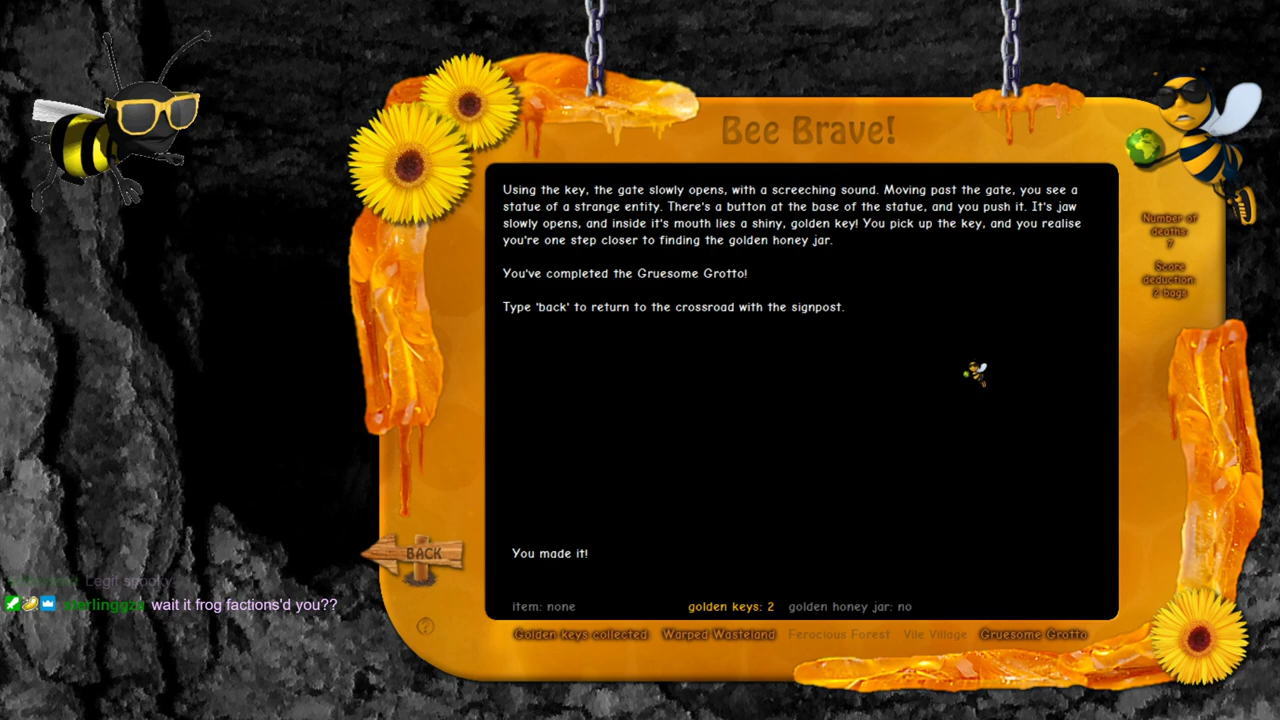 Bee Brave!
Using the key, the gate slowly opens, with a screeching sound. Moving past the gate, you see a
statue of a strange entity. There's a button at the base of the statue, and you push it. It's jaw
slowly opens, and inside it's mouth lies a shiny, golden key! You pick up the key, and you realise
you're one step closer to finding the golden honey jar.
You've completed the Gruesome Grotto!
Type 'back' to return to the crossroad with the signpost.
Number of
deaths:
7
Score
deduction:
2 bags
You made it!
BACK
Legit spooky
wait it frog factions'd you??
item: none
golden keys: 2
golden honey jar: no
?
Golden keys collected
Warped Wasteland
Ferocious Forest
Vile Village
Gruesome Grotto